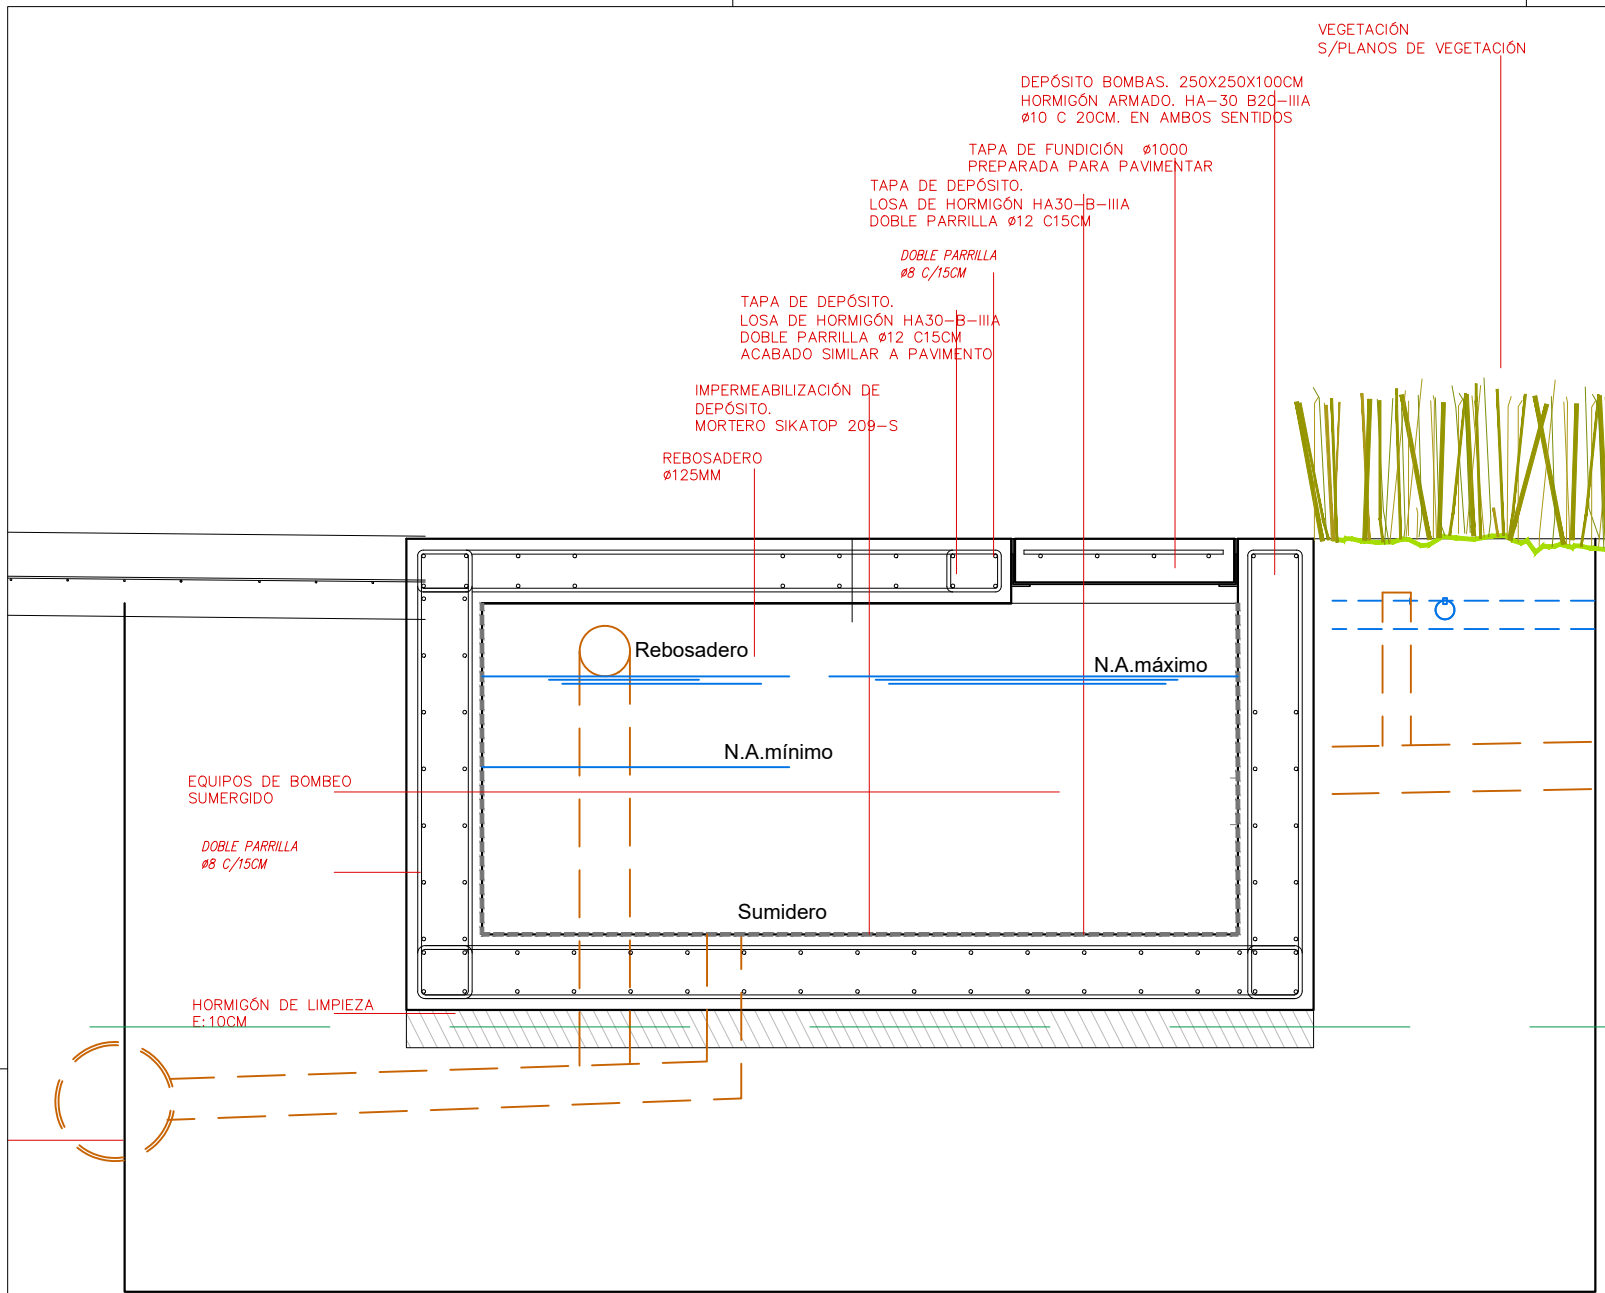 VEGETACIÓN
S/PLANOS DE VEGETACIÓN
DEPÓSITO BOMBAS. 250X250X100CM
HORMIGÓN ARMADO. HA-30 B20-IIIA
ø10 C 20CM. EN AMBOS SENTIDOS
TAPA DE FUNDICIÓN ø1000
PREPARADA PARA PAVIMENTAR
TAPA DE DEPÓSITO.
LOSA DE HORMIGÓN HA30-B-IIIA
DOBLE PARRILLA ø12 C15CM
DOBLE PARRILLA
ø8 C/15CM
TAPA DE DEPÓSITO.
LOSA DE HORMIGÓN HA30-B-IIIA
DOBLE PARRILLA ø12 C15CM
ACABADO SIMILAR A PAVIMENTO
IMPERMEABILIZACIÓN DE
DEPÓSITO.
MORTERO SIKATOP 209-S
REBOSADERO
ø125MM
Rebosadero
N.A.máximo
N.A.mínimo
EQUIPOS DE BOMBEO
SUMERGIDO
DOBLE PARRILLA
ø8 C/15CM
Sumidero
HORMIGÓN DE LIMPIEZA
E:10CM